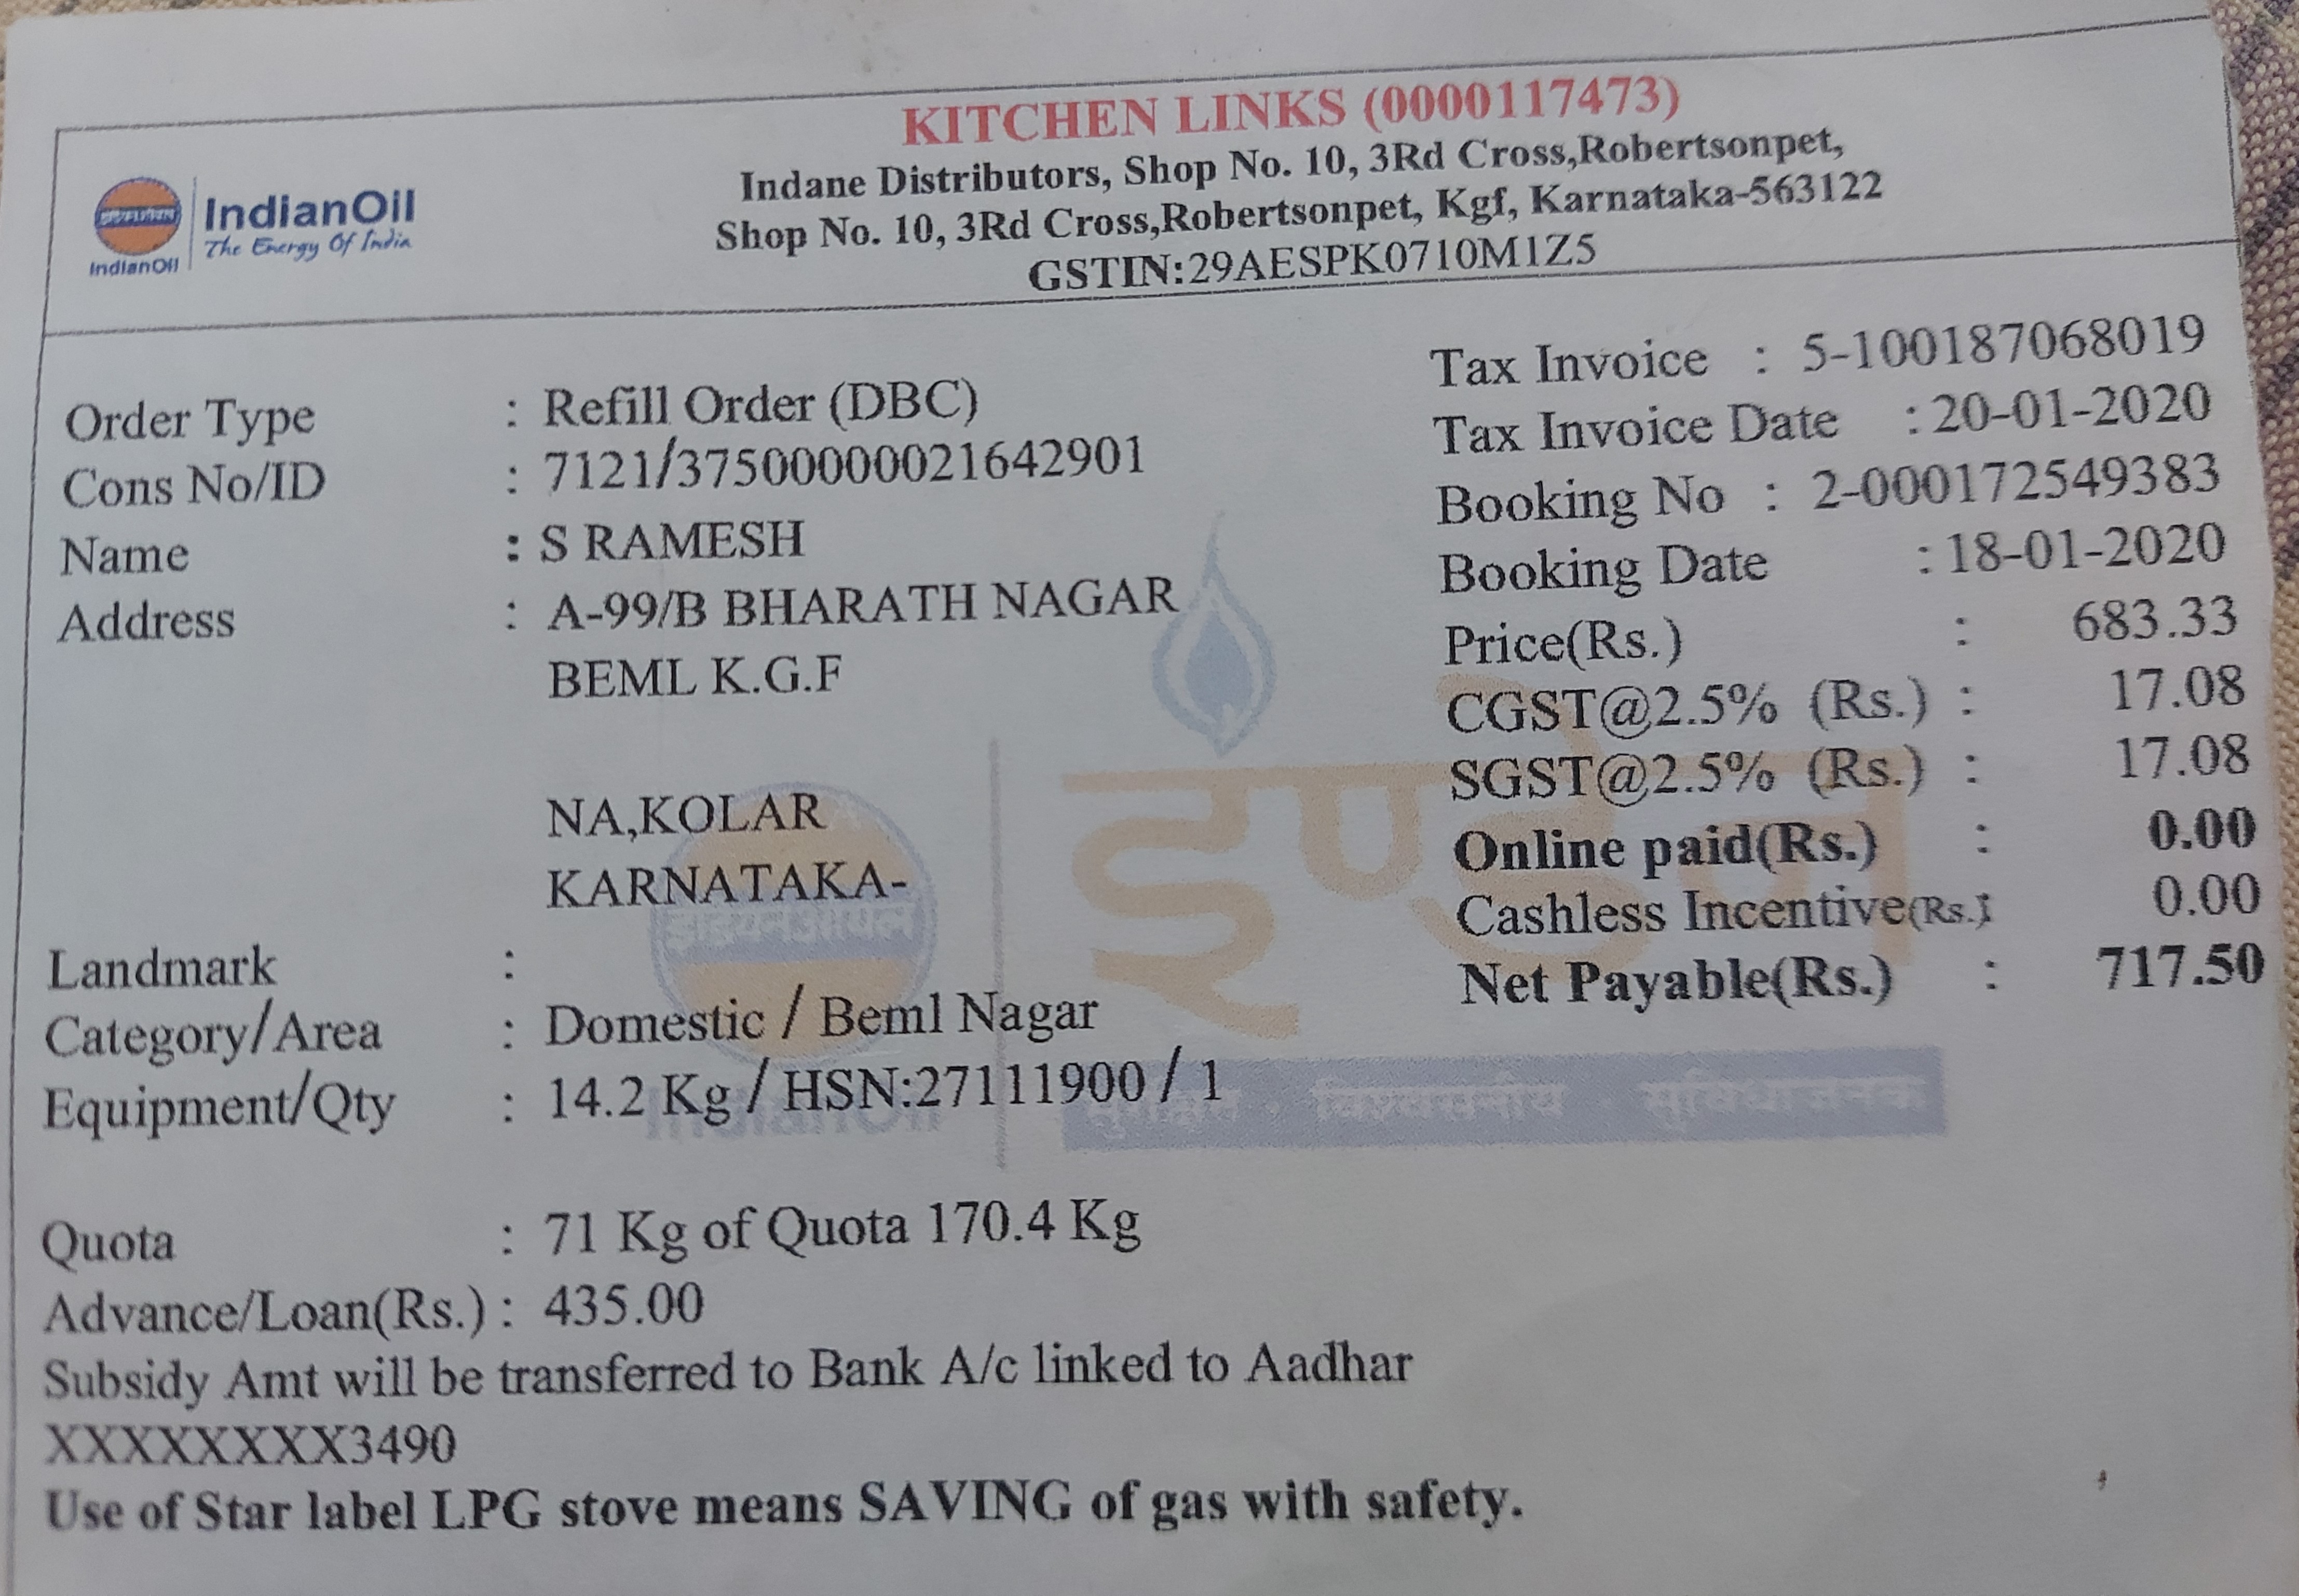 KITCHEN LINKS (0000117473)
Indane Distributors, Shop No. 10, 3Rd Cross,Robertsonpet,
Shop No. 10, 3Rd Cross,Robertsonpet, Kgf, Karnataka-563122
GSTIN:29AESPK0710M1Z5
इंडियनऑयल
IndianOil
IndianOil
The Energy Of India
Order Type : Refill Order (DBC)
Cons No/ID : 7121/37500000021642901
Name : S RAMESH
Address : A-99/B BHARATH NAGAR
BEML K.G.F
NA,KOLAR
KARNATAKA-
Landmark :
Category/Area : Domestic / Beml Nagar
Equipment/Qty : 14.2 Kg / HSN:27111900 / 1
Tax Invoice : 5-100187068019
Tax Invoice Date : 20-01-2020
Booking No : 2-000172549383
Booking Date : 18-01-2020
Price(Rs.) : 683.33
CGST@2.5% (Rs.) : 17.08
SGST@2.5% (Rs.) : 17.08
Online paid(Rs.) : 0.00
Cashless Incentive(Rs.): 0.00
Net Payable(Rs.) : 717.50
इंडियनऑयल
IndianOil
इण्डेन
सुरक्षित · विश्वसनीय · सुविधाजनक
Quota : 71 Kg of Quota 170.4 Kg
Advance/Loan(Rs.) : 435.00
Subsidy Amt will be transferred to Bank A/c linked to Aadhar
XXXXXXXX3490
Use of Star label LPG stove means SAVING of gas with safety.